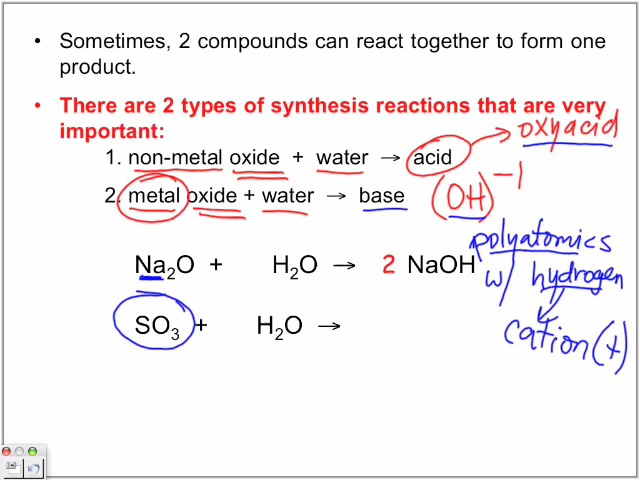 • Sometimes, 2 compounds can react together to form one
product.
• There are 2 types of synthesis reactions that are very
important:
1. non-metal oxide + water → acid
oxyacid
2. metal oxide + water → base
(OH)⁻¹
polyatomics
w/ hydrogen
cation (+)
Na₂O + H₂O → 2 NaOH
SO₃ + H₂O →